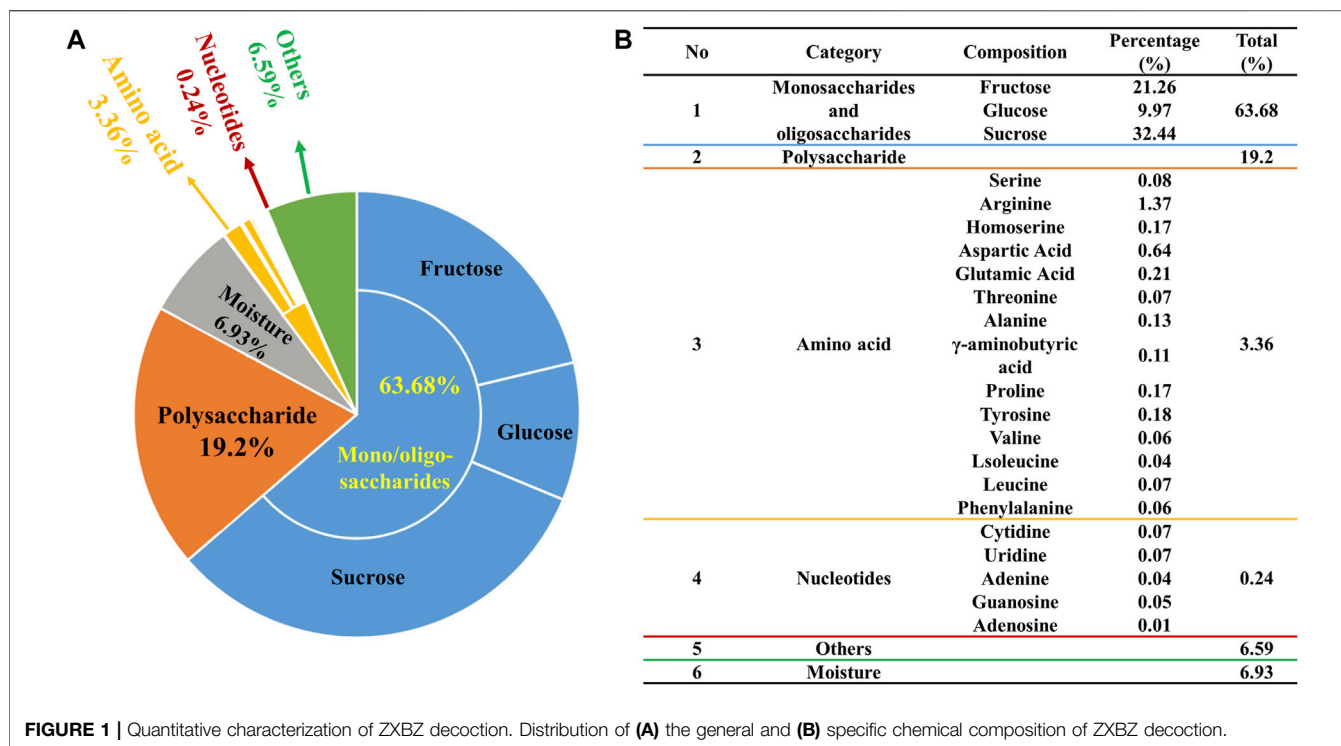 A
Amino acid
3.36%
Nucleotides
0.24%
Others
6.59%
Fructose
Moisture
6.93%
63.68%
Glucose
Polysaccharide
19.2%
Mono/oligo-
saccharides
Sucrose
B
No Category Composition Percentage (%) Total (%)
1 Monosaccharides and oligosaccharides Fructose 21.26 63.68
Glucose 9.97
Sucrose 32.44
2 Polysaccharide 19.2
Serine 0.08
Arginine 1.37
Homoserine 0.17
Aspartic Acid 0.64
Glutamic Acid 0.21
Threonine 0.07
Alanine 0.13
3 Amino acid γ-aminobutyric acid 0.11 3.36
Proline 0.17
Tyrosine 0.18
Valine 0.06
Lsoleucine 0.04
Leucine 0.07
Phenylalanine 0.06
Cytidine 0.07
Uridine 0.07
4 Nucleotides Adenine 0.04 0.24
Guanosine 0.05
Adenosine 0.01
5 Others 6.59
6 Moisture 6.93
FIGURE 1 | Quantitative characterization of ZXBZ decoction. Distribution of (A) the general and (B) specific chemical composition of ZXBZ decoction.